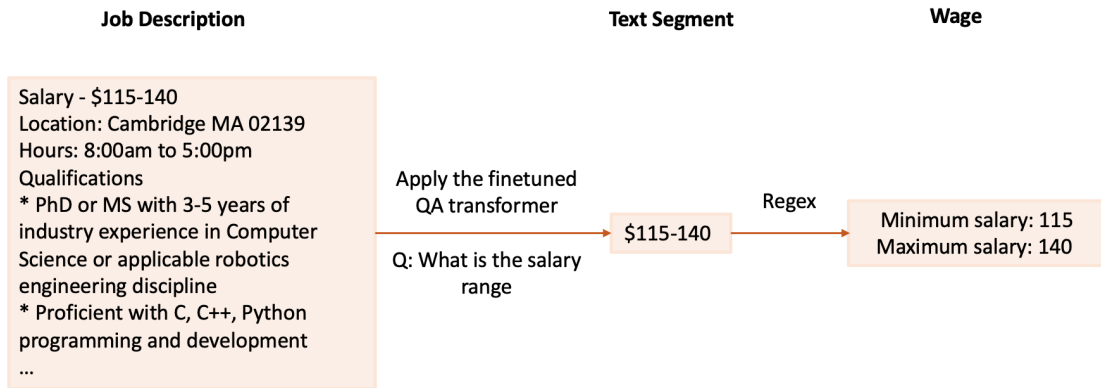 Job Description
Text Segment
Wage
Salary - $115-140
Location: Cambridge MA 02139
Hours: 8:00am to 5:00pm
Qualifications
* PhD or MS with 3-5 years of
industry experience in Computer
Science or applicable robotics
engineering discipline
* Proficient with C, C++, Python
programming and development
...
Apply the finetuned
QA transformer
Q: What is the salary
range
$115-140
Regex
Minimum salary: 115
Maximum salary: 140